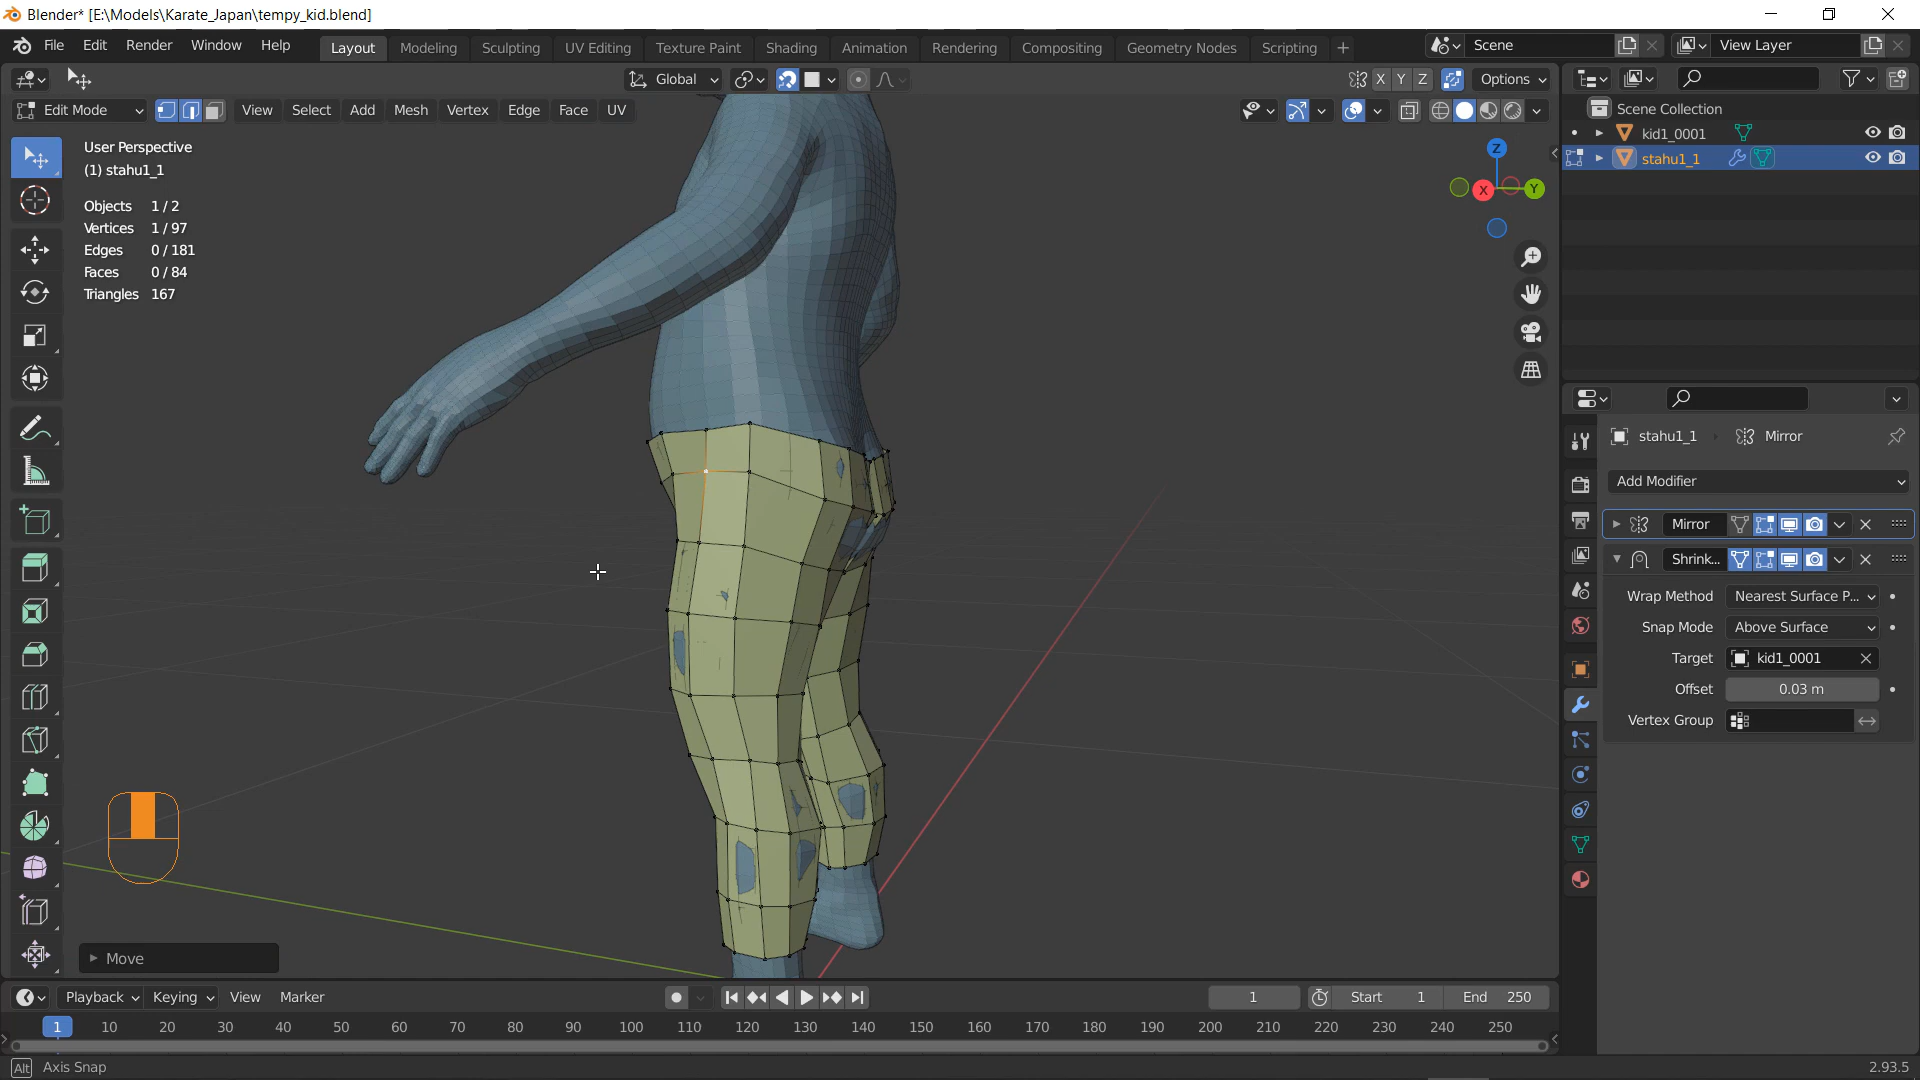 Blender* [E:\Models\Karate_Japan\tempy_kid.blend]
File Edit Render Window Help Layout Modeling Sculpting UV Editing Texture Paint Shading Animation Rendering Compositing Geometry Nodes Scripting + Scene View Layer
Global X Y Z Options
Edit Mode View Select Add Mesh Vertex Edge Face UV
User Perspective
(1) stahu1_1
Objects 1/2
Vertices 1/97
Edges 0/181
Faces 0/84
Triangles 167
Z
X
Y
Move
Scene Collection
kid1_0001
stahu1_1
stahu1_1 Mirror
Add Modifier
Mirror
Shrink...
Wrap Method Nearest Surface P...
Snap Mode Above Surface
Target kid1_0001
Offset 0.03 m
Vertex Group
Playback Keying View Marker 1 Start 1 End 250
1 10 20 30 40 50 60 70 80 90 100 110 120 130 140 150 160 170 180 190 200 210 220 230 240 250
Alt Axis Snap 2.93.5